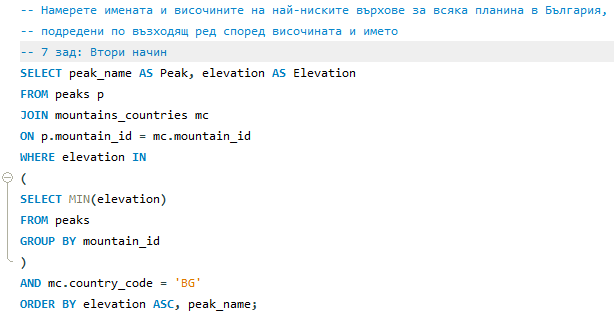 -- Намерете имената и височините на най-ниските върхове за всяка планина в България,
-- подредени по възходящ ред според височината и името
-- 7 зад: Втори начин
SELECT peak_name AS Peak, elevation AS Elevation
FROM peaks p
JOIN mountains_countries mc
ON p.mountain_id = mc.mountain_id
WHERE elevation IN
(
SELECT MIN(elevation)
FROM peaks
GROUP BY mountain_id
)
AND mc.country_code = 'BG'
ORDER BY elevation ASC, peak_name;